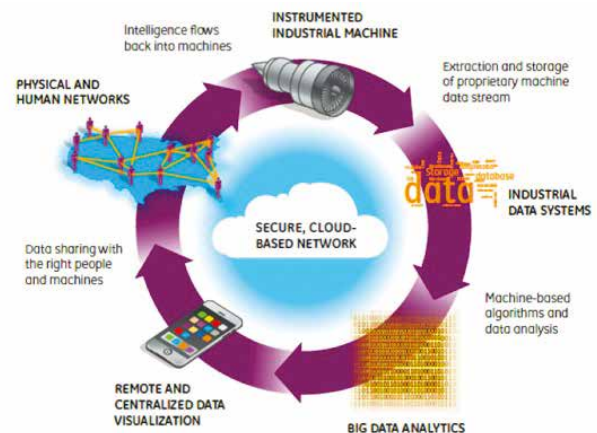 Intelligence flows
back into machines
INSTRUMENTED
INDUSTRIAL MACHINE
Extraction and storage
of proprietary machine
data stream
Storage
database
data
INDUSTRIAL
DATA SYSTEMS
Machine-based
algorithms and
data analysis
BIG DATA ANALYTICS
REMOTE AND
CENTRALIZED DATA
VISUALIZATION
Data sharing with
the right people
and machines
PHYSICAL AND
HUMAN NETWORKS
SECURE, CLOUD-
BASED NETWORK